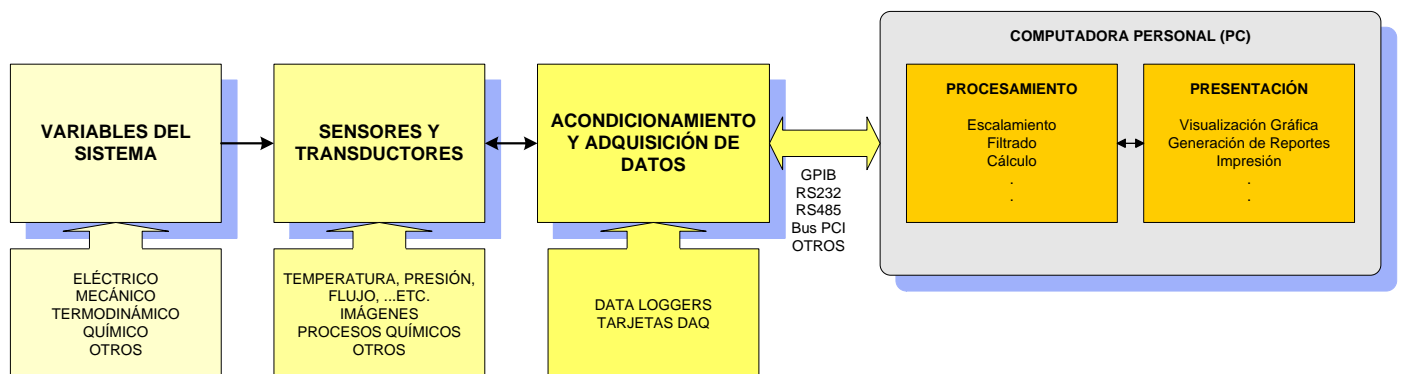 COMPUTADORA PERSONAL (PC)
VARIABLES DEL
SISTEMA
SENSORES Y
TRANSDUCTORES
ACONDICIONAMIENTO
Y ADQUISICIÓN DE
DATOS
GPIB
RS232
RS485
Bus PCI
OTROS
PROCESAMIENTO
Escalamiento
Filtrado
Cálculo
.
.
PRESENTACIÓN
Visualización Gráfica
Generación de Reportes
Impresión
.
.
ELÉCTRICO
MECÁNICO
TERMODINÁMICO
QUÍMICO
OTROS
TEMPERATURA, PRESIÓN,
FLUJO, ...ETC.
IMÁGENES
PROCESOS QUÍMICOS
OTROS
DATA LOGGERS
TARJETAS DAQ